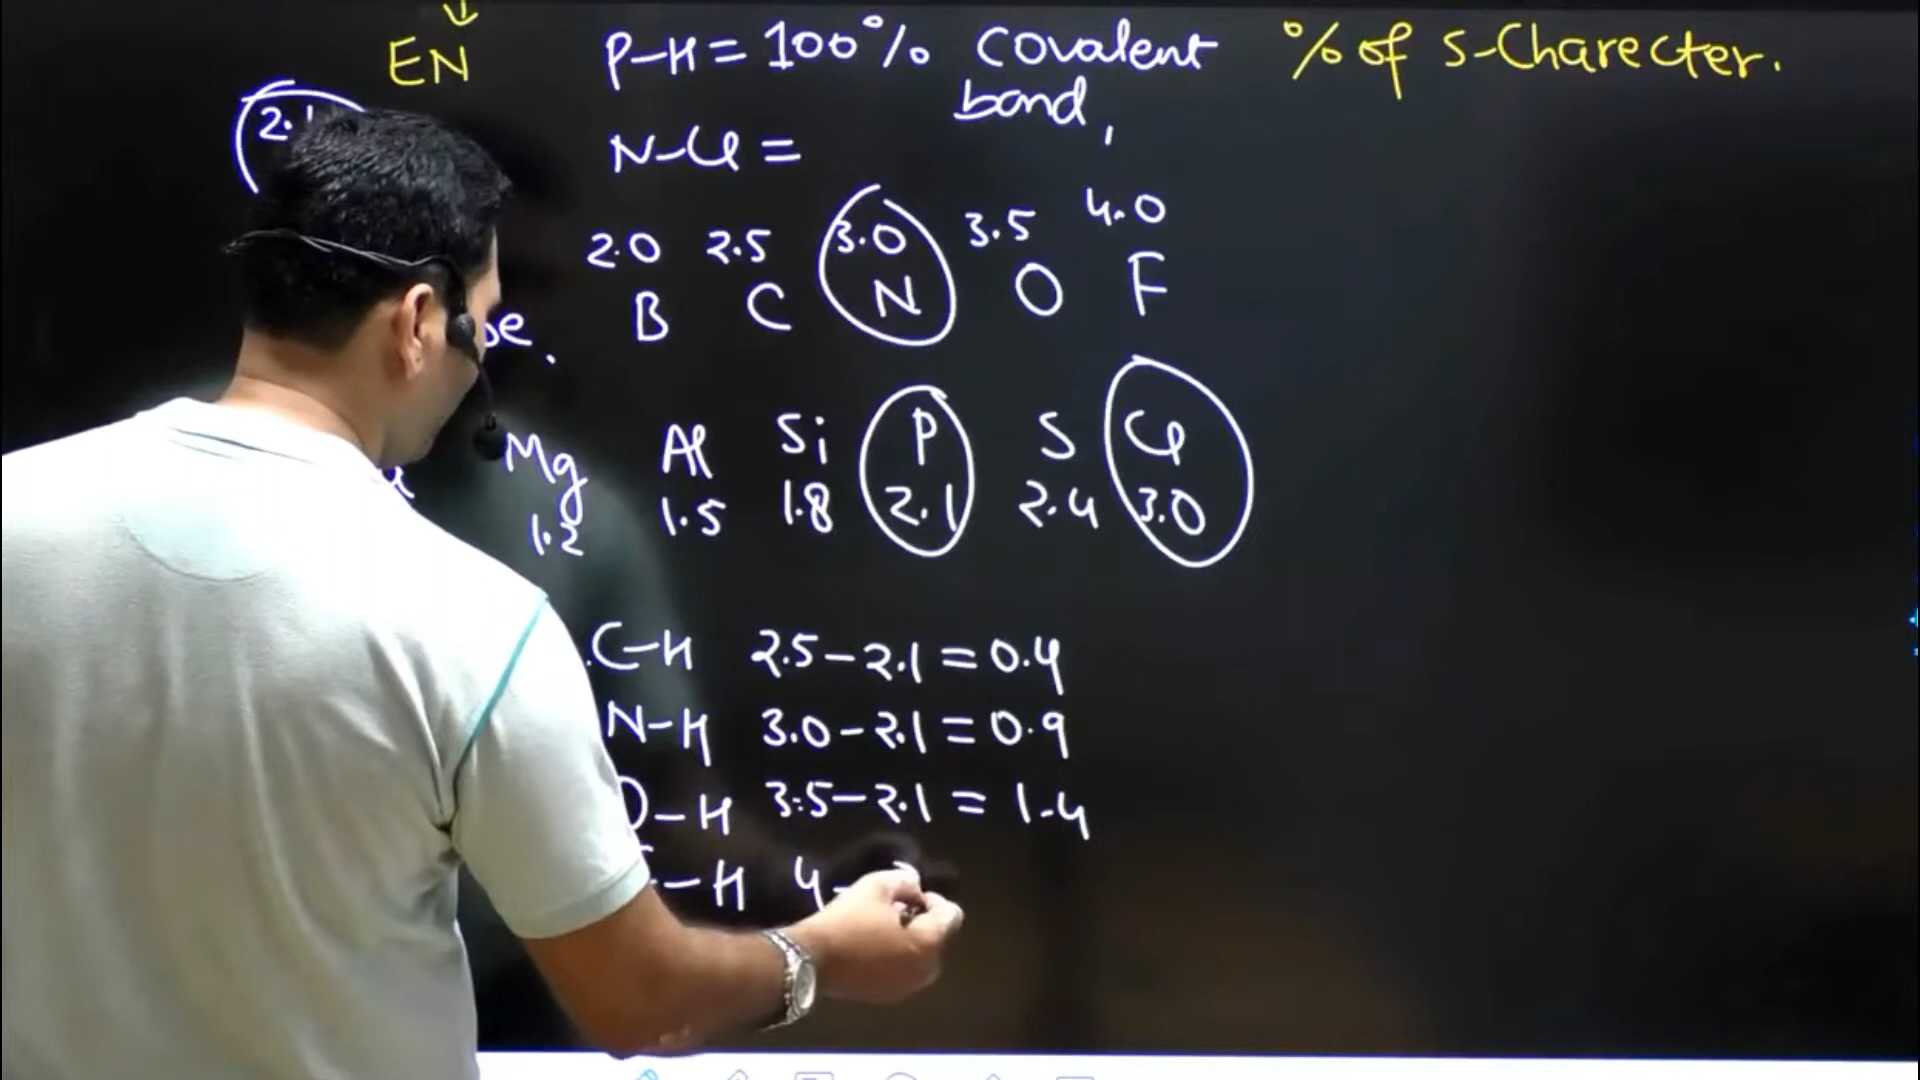 EN
P-H = 100% Covalent bond,
% of s-Charecter.
2.1
N-Cl =
2.0 2.5 3.0 3.5 4.0
B C N O F
Mg Al Si P S Cl
1.2 1.5 1.8 2.1 2.4 3.0
C-H 2.5-2.1 = 0.4
N-H 3.0-2.1 = 0.9
O-H 3.5-2.1 = 1.4
-H 4-